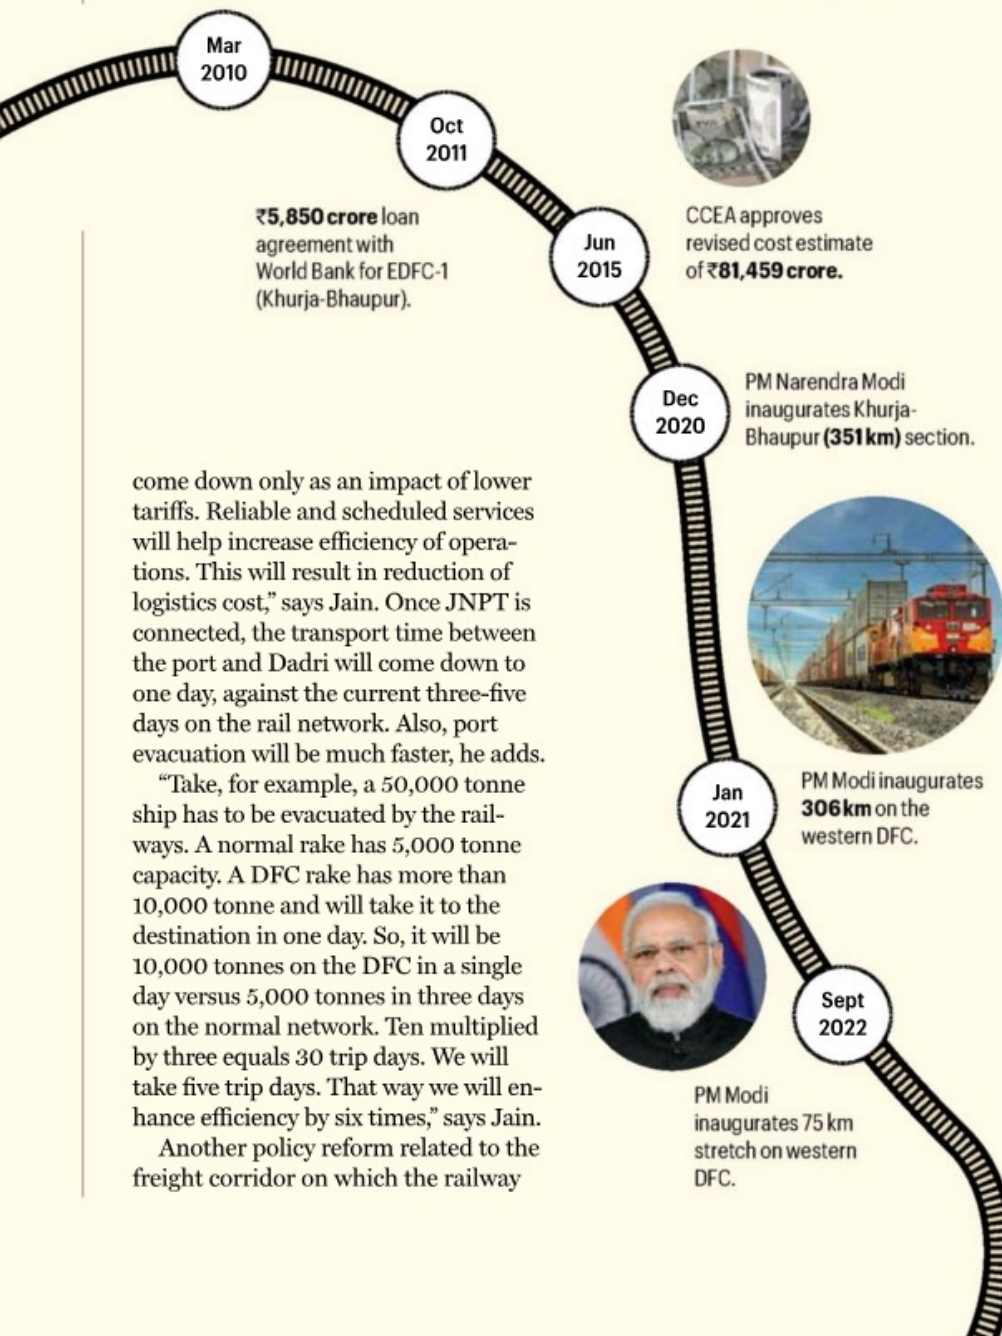 Mar
2010
Oct
2011
₹5,850 crore loan
agreement with
World Bank for EDFC-1
(Khurja-Bhaupur).
Jun
2015
CCEA approves
revised cost estimate
of ₹81,459 crore.
Dec
2020
PM Narendra Modi
inaugurates Khurja-
Bhaupur (351 km) section.
Jan
2021
PM Modi inaugurates
306 km on the
western DFC.
Sept
2022
PM Modi
inaugurates 75 km
stretch on western
DFC.
come down only as an impact of lower
tariffs. Reliable and scheduled services
will help increase efficiency of opera-
tions. This will result in reduction of
logistics cost,” says Jain. Once JNPT is
connected, the transport time between
the port and Dadri will come down to
one day, against the current three-five
days on the rail network. Also, port
evacuation will be much faster, he adds.
“Take, for example, a 50,000 tonne
ship has to be evacuated by the rail-
ways. A normal rake has 5,000 tonne
capacity. A DFC rake has more than
10,000 tonne and will take it to the
destination in one day. So, it will be
10,000 tonnes on the DFC in a single
day versus 5,000 tonnes in three days
on the normal network. Ten multiplied
by three equals 30 trip days. We will
take five trip days. That way we will en-
hance efficiency by six times,” says Jain.
Another policy reform related to the
freight corridor on which the railway